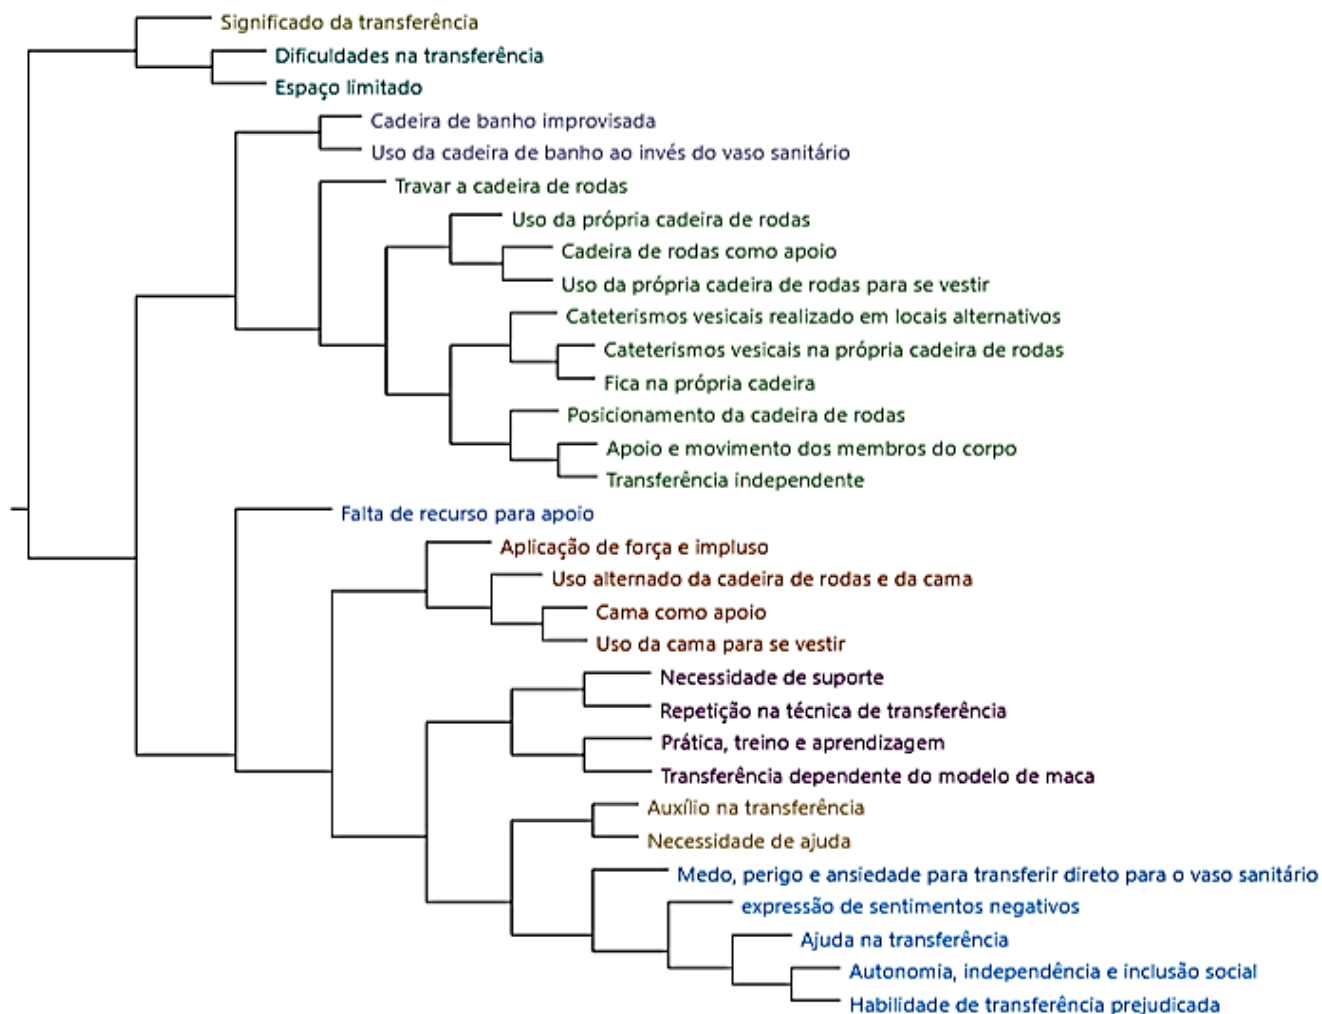 Significado da transferência
Dificuldades na transferência
Espaço limitado
Cadeira de banho improvisada
Uso da cadeira de banho ao invés do vaso sanitário
Travar a cadeira de rodas
Uso da própria cadeira de rodas
Cadeira de rodas como apoio
Uso da própria cadeira de rodas para se vestir
Cateterismos vesicais realizado em locais alternativos
Cateterismos vesicais na própria cadeira de rodas
Fica na própria cadeira
Posicionamento da cadeira de rodas
Apoio e movimento dos membros do corpo
Transferência independente
Falta de recurso para apoio
Aplicação de força e impluso
Uso alternado da cadeira de rodas e da cama
Cama como apoio
Uso da cama para se vestir
Necessidade de suporte
Repetição na técnica de transferência
Prática, treino e aprendizagem
Transferência dependente do modelo de maca
Auxílio na transferência
Necessidade de ajuda
Medo, perigo e ansiedade para transferir direto para o vaso sanitário
expressão de sentimentos negativos
Ajuda na transferência
Autonomia, independência e inclusão social
Habilidade de transferência prejudicada